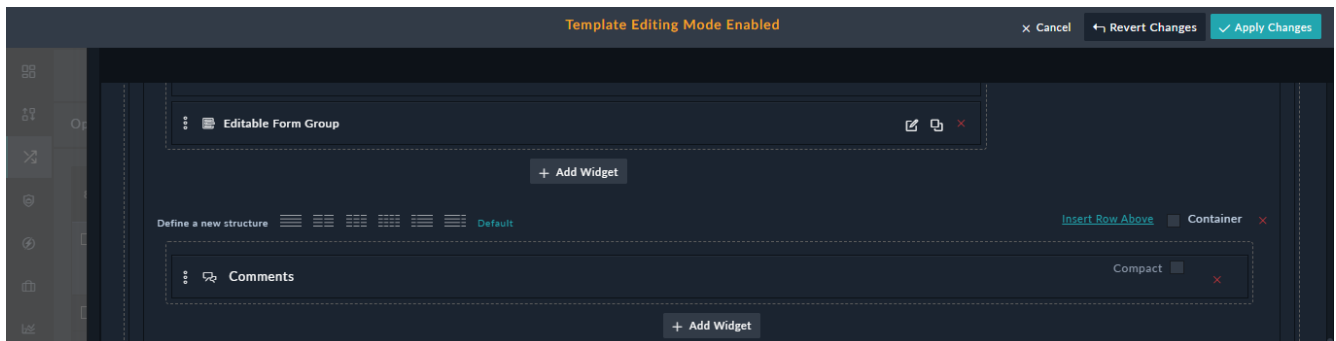 Template Editing Mode Enabled
Cancel
Revert Changes
Apply Changes
Op
Editable Form Group
+ Add Widget
Define a new structure
Default
Insert Row Above
Container
Comments
Compact
+ Add Widget